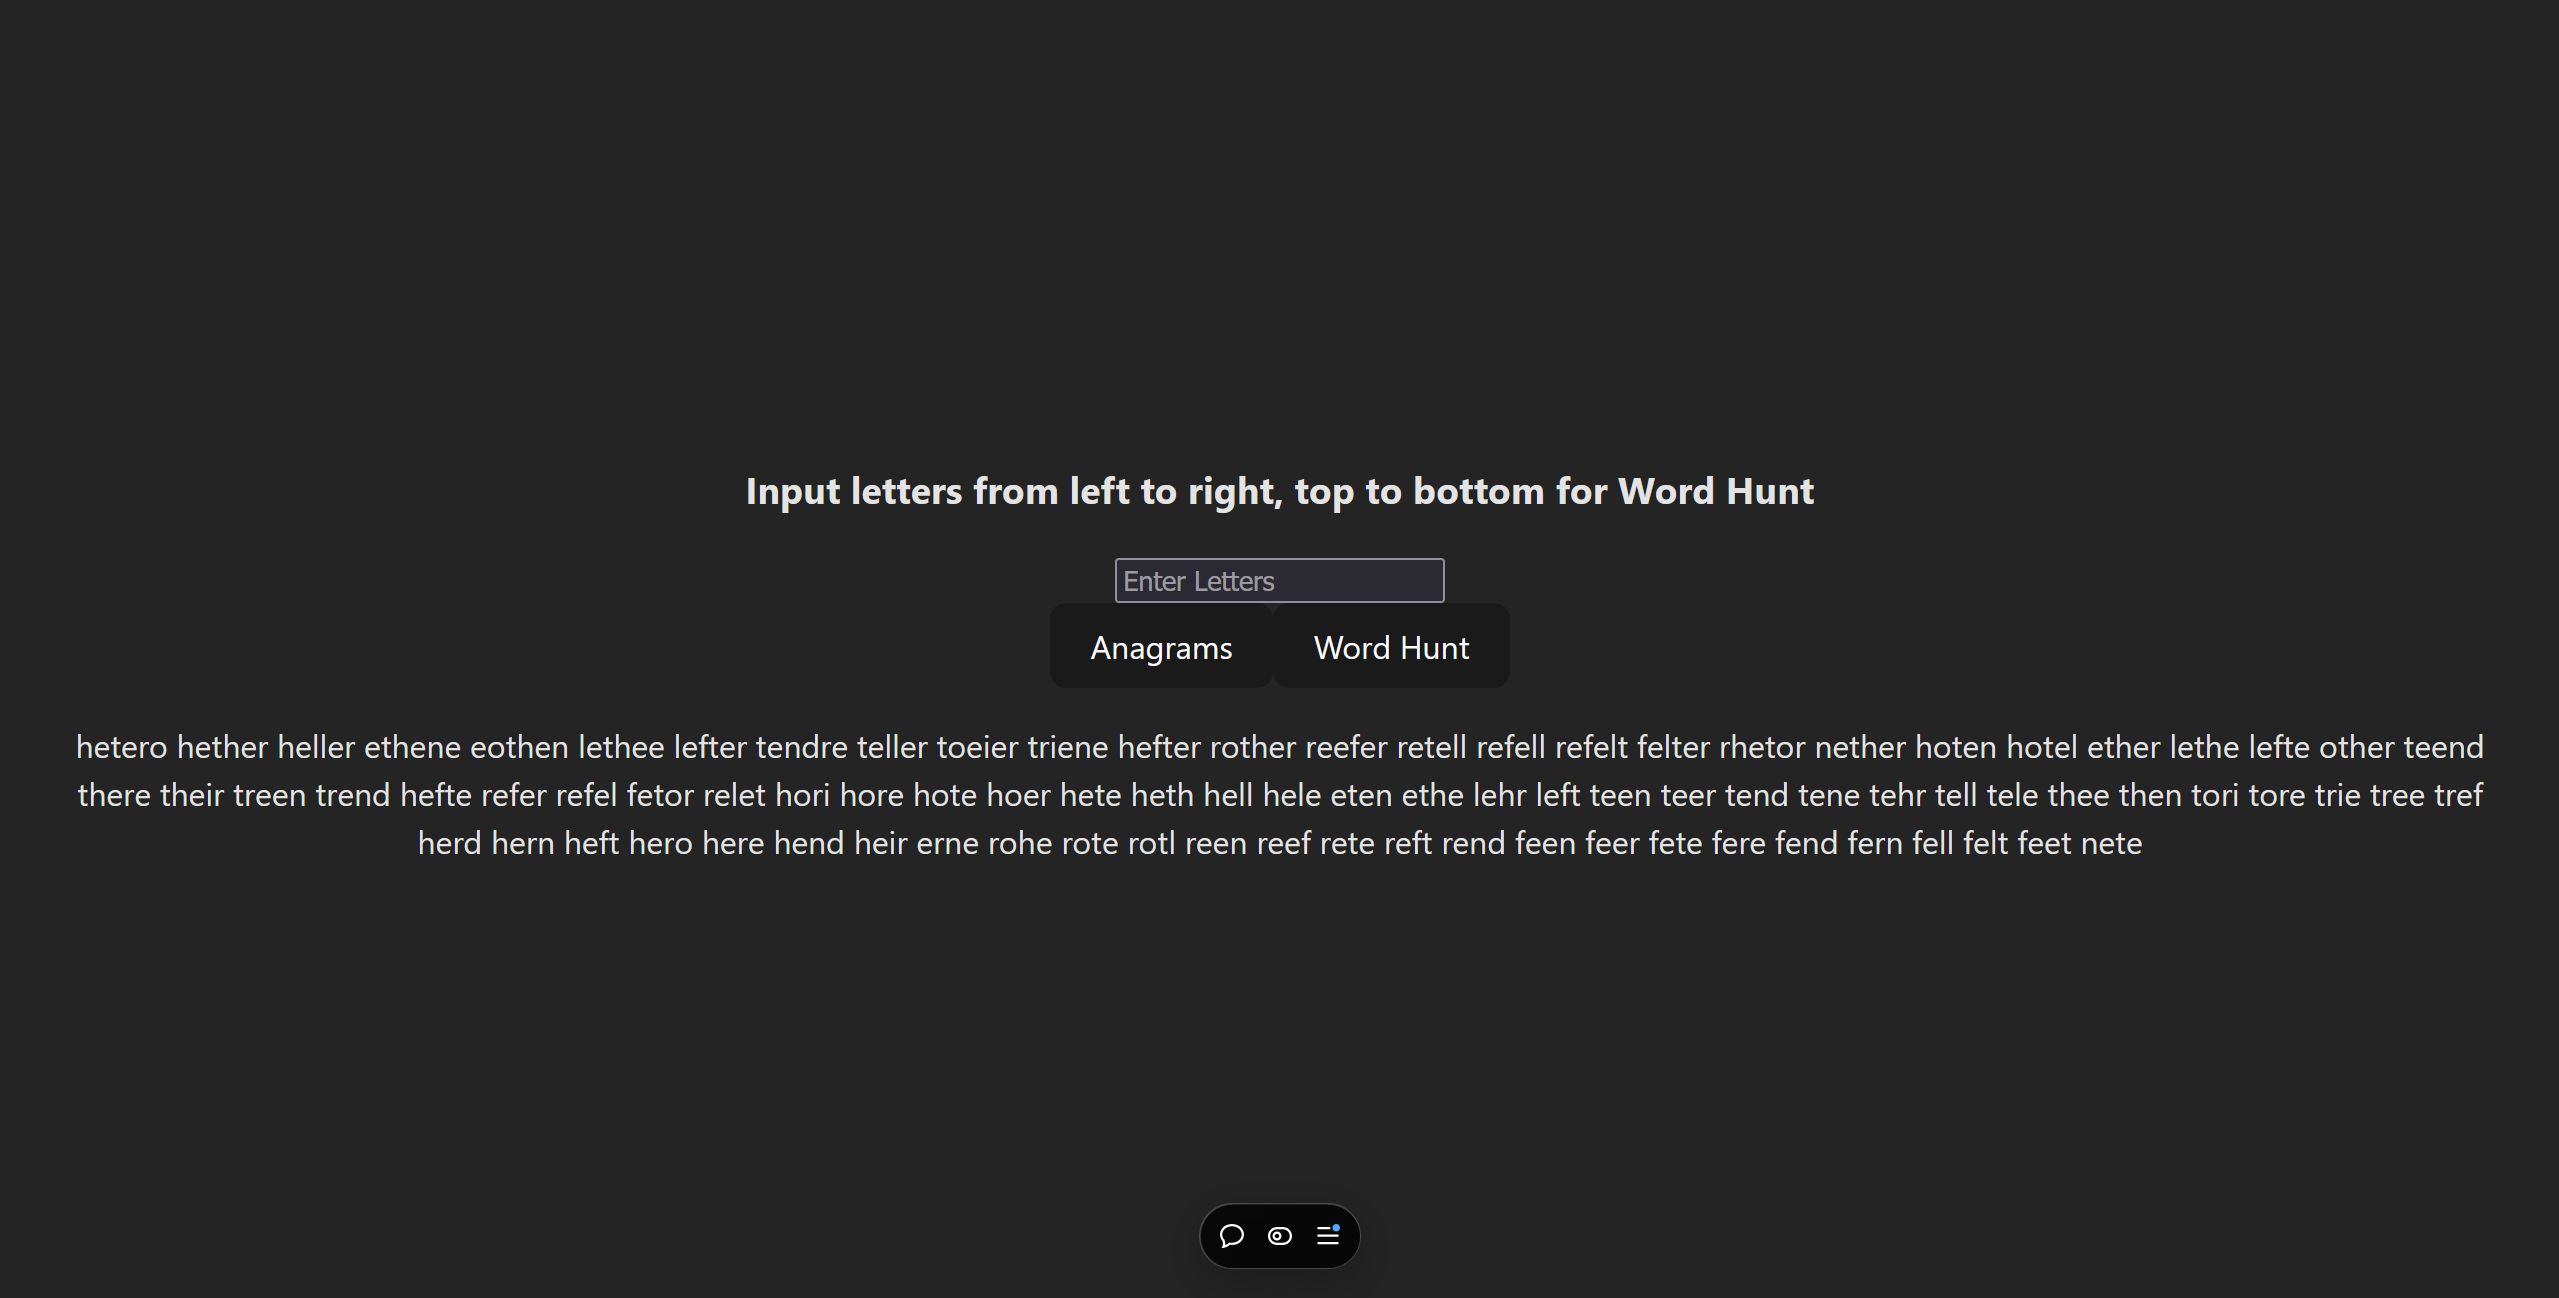 Input letters from left to right, top to bottom for Word Hunt
Enter Letters
Anagrams Word Hunt
hetero hether heller ethene eothen lethee lefter tendre teller toeier triene hefter rother reefer retell refell refelt felter rhetor nether hoten hotel ether lethe lefte other teend
there their treen trend hefte refer refel fetor relet hori hore hote hoer hete heth hell hele eten ethe lehr left teen teer tend tene tehr tell tele thee then tori tore trie tree tref
herd hern heft hero here hend heir erne rohe rote rotl reen reef rete reft rend feen feer fete fere fend fern fell felt feet nete